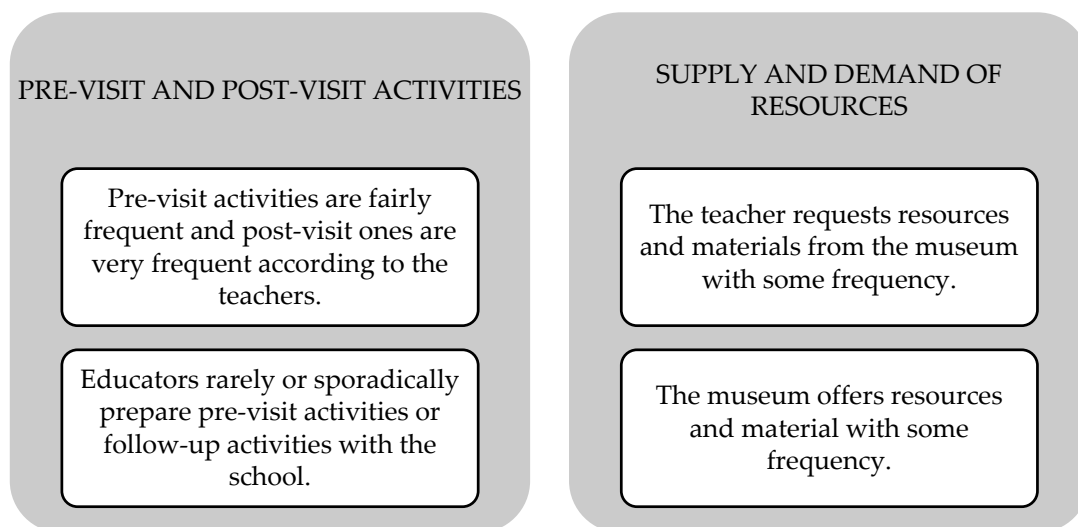 PRE-VISIT AND POST-VISIT ACTIVITIES
Pre-visit activities are fairly
frequent and post-visit ones are
very frequent according to the
teachers.
Educators rarely or sporadically
prepare pre-visit activities or
follow-up activities with the
school.
SUPPLY AND DEMAND OF
RESOURCES
The teacher requests resources
and materials from the museum
with some frequency.
The museum offers resources
and material with some
frequency.